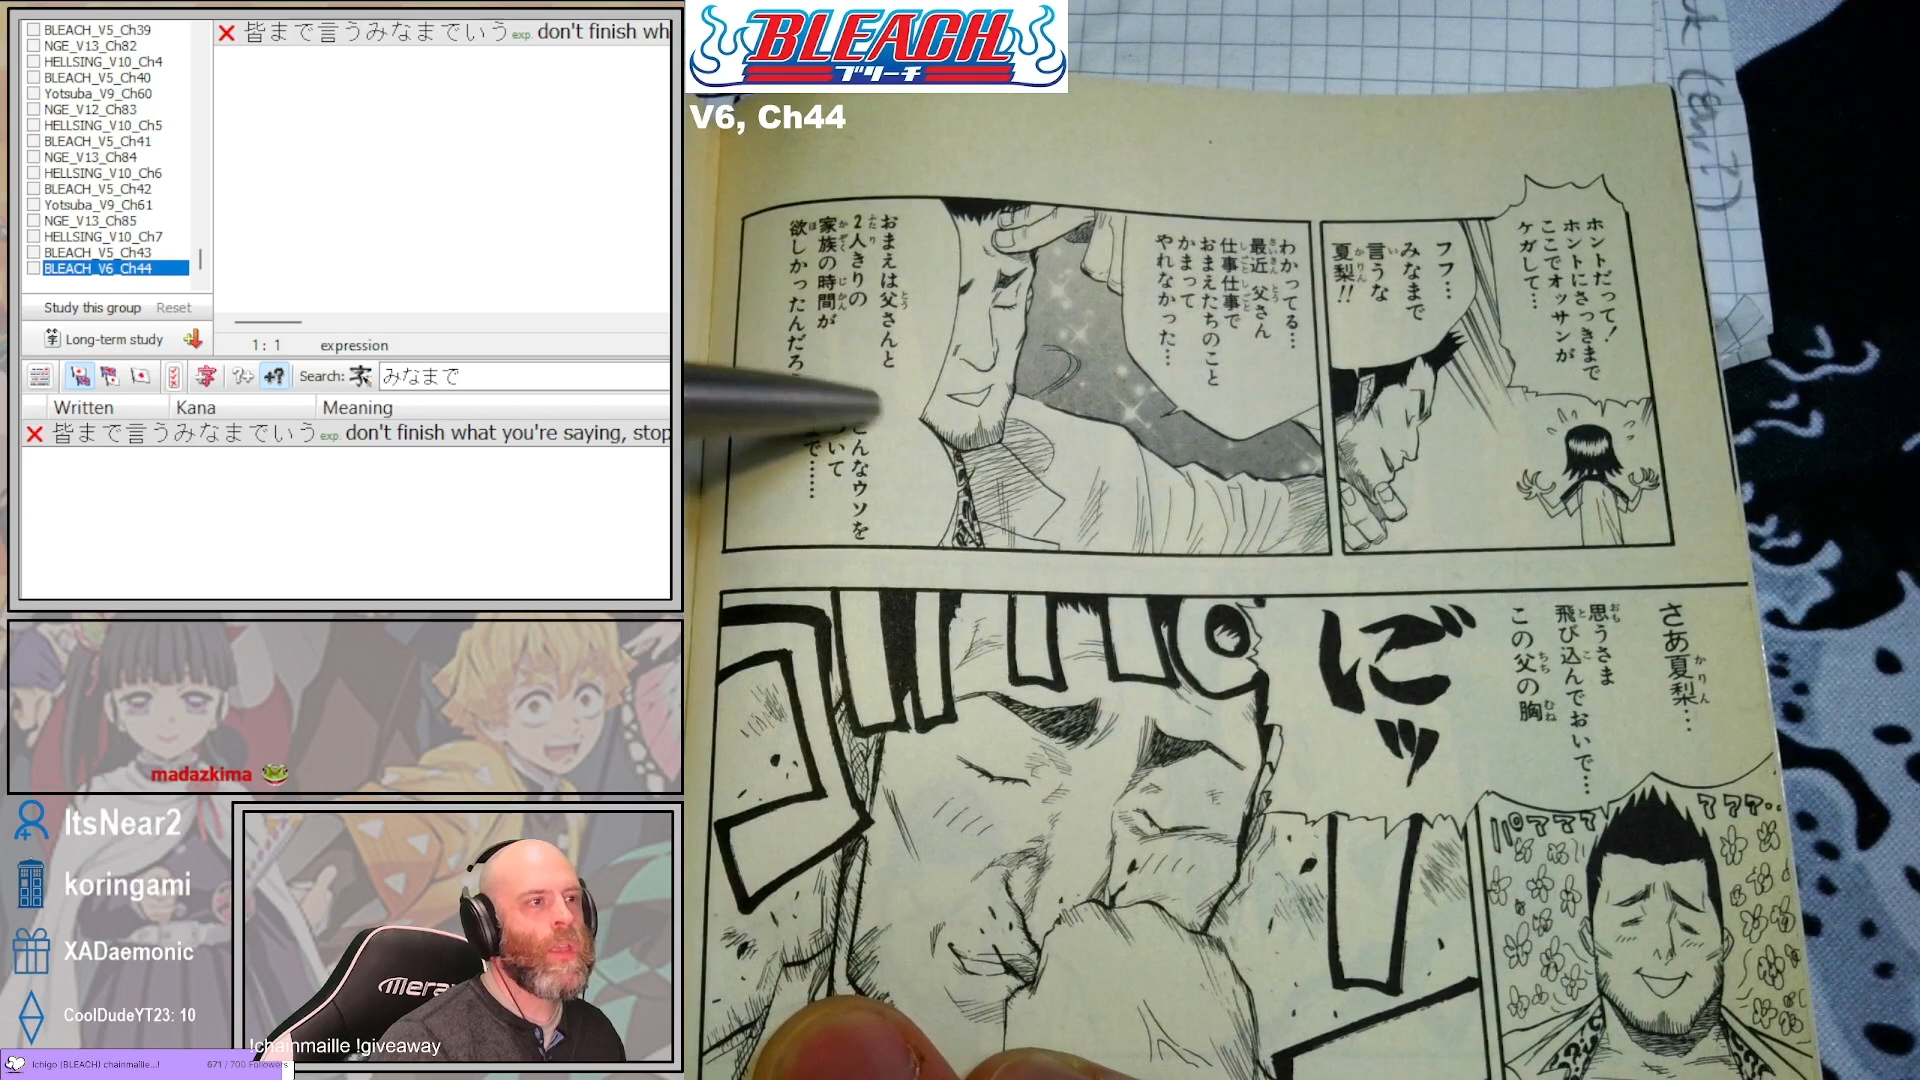 BLEACH_V5_Ch39
NGE_V13_Ch82
HELLSING_V10_Ch4
BLEACH_V5_Ch40
Yotsuba_V9_Ch60
NGE_V12_Ch83
HELLSING_V10_Ch5
BLEACH_V5_Ch41
NGE_V13_Ch84
HELLSING_V10_Ch6
BLEACH_V5_Ch42
Yotsuba_V9_Ch61
NGE_V13_Ch85
HELLSING_V10_Ch7
BLEACH_V5_Ch43
BLEACH_V6_Ch44
Study this group Reset
Long-term study
皆まで言うみなまでいう exp. don't finish wh
1: 1 expression
Search: みなまで
Written Kana Meaning
皆まで言うみなまでいう exp. don't finish what you're saying, stop
BLEACH
ブリーチ
V6, Ch44
ホントだって!
ホントにさっきまで
ここでオッサンが
ケガして…
フフ…
みなまで
言うな
夏梨!!
わかってる…
最近 父さん
仕事仕事で
おまえたちのこと
かまって
やれなかった…
おまえは父さんと
2人きりの
家族の時間が
欲しかったんだろ
こんなウソを
いて
で……
さあ夏梨…
思うさま
飛び込んでおいで…
この父の胸
にごッ
madazkima
ItsNear2
koringami
XADaemonic
CoolDudeYT23: 10
!chainmaille !giveaway
Ichigo (BLEACH) chainmaille...! 671 / 700 Followers